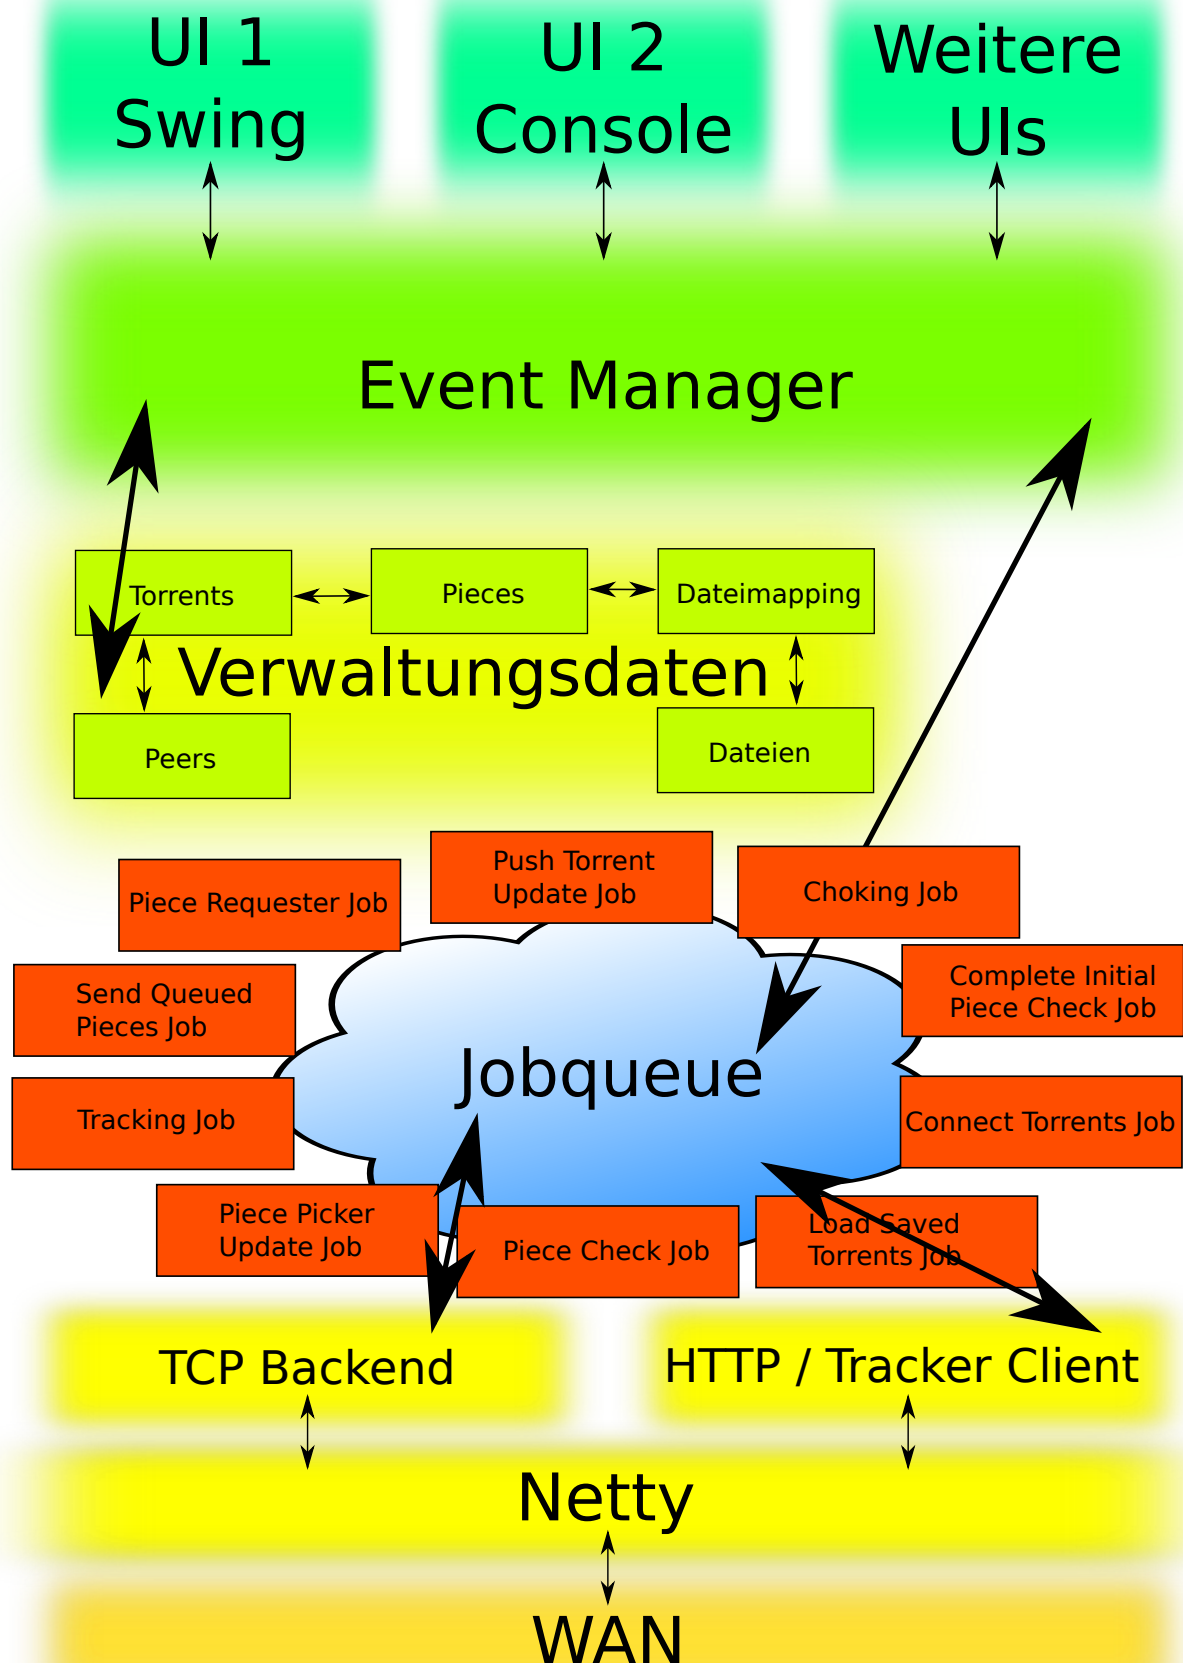 UI 1
Swing
UI 2
Console
Weitere
UIs
Event Manager
Torrents
Pieces
Dateimapping
Verwaltungsdaten
Peers
Dateien
Push Torrent
Update Job
Piece Requester Job
Choking Job
Send Queued
Pieces Job
Complete Initial
Piece Check Job
Jobqueue
Tracking Job
Connect Torrents Job
Piece Picker
Update Job
Piece Check Job
Load Saved
Torrents Job
TCP Backend
HTTP / Tracker Client
Netty
WAN